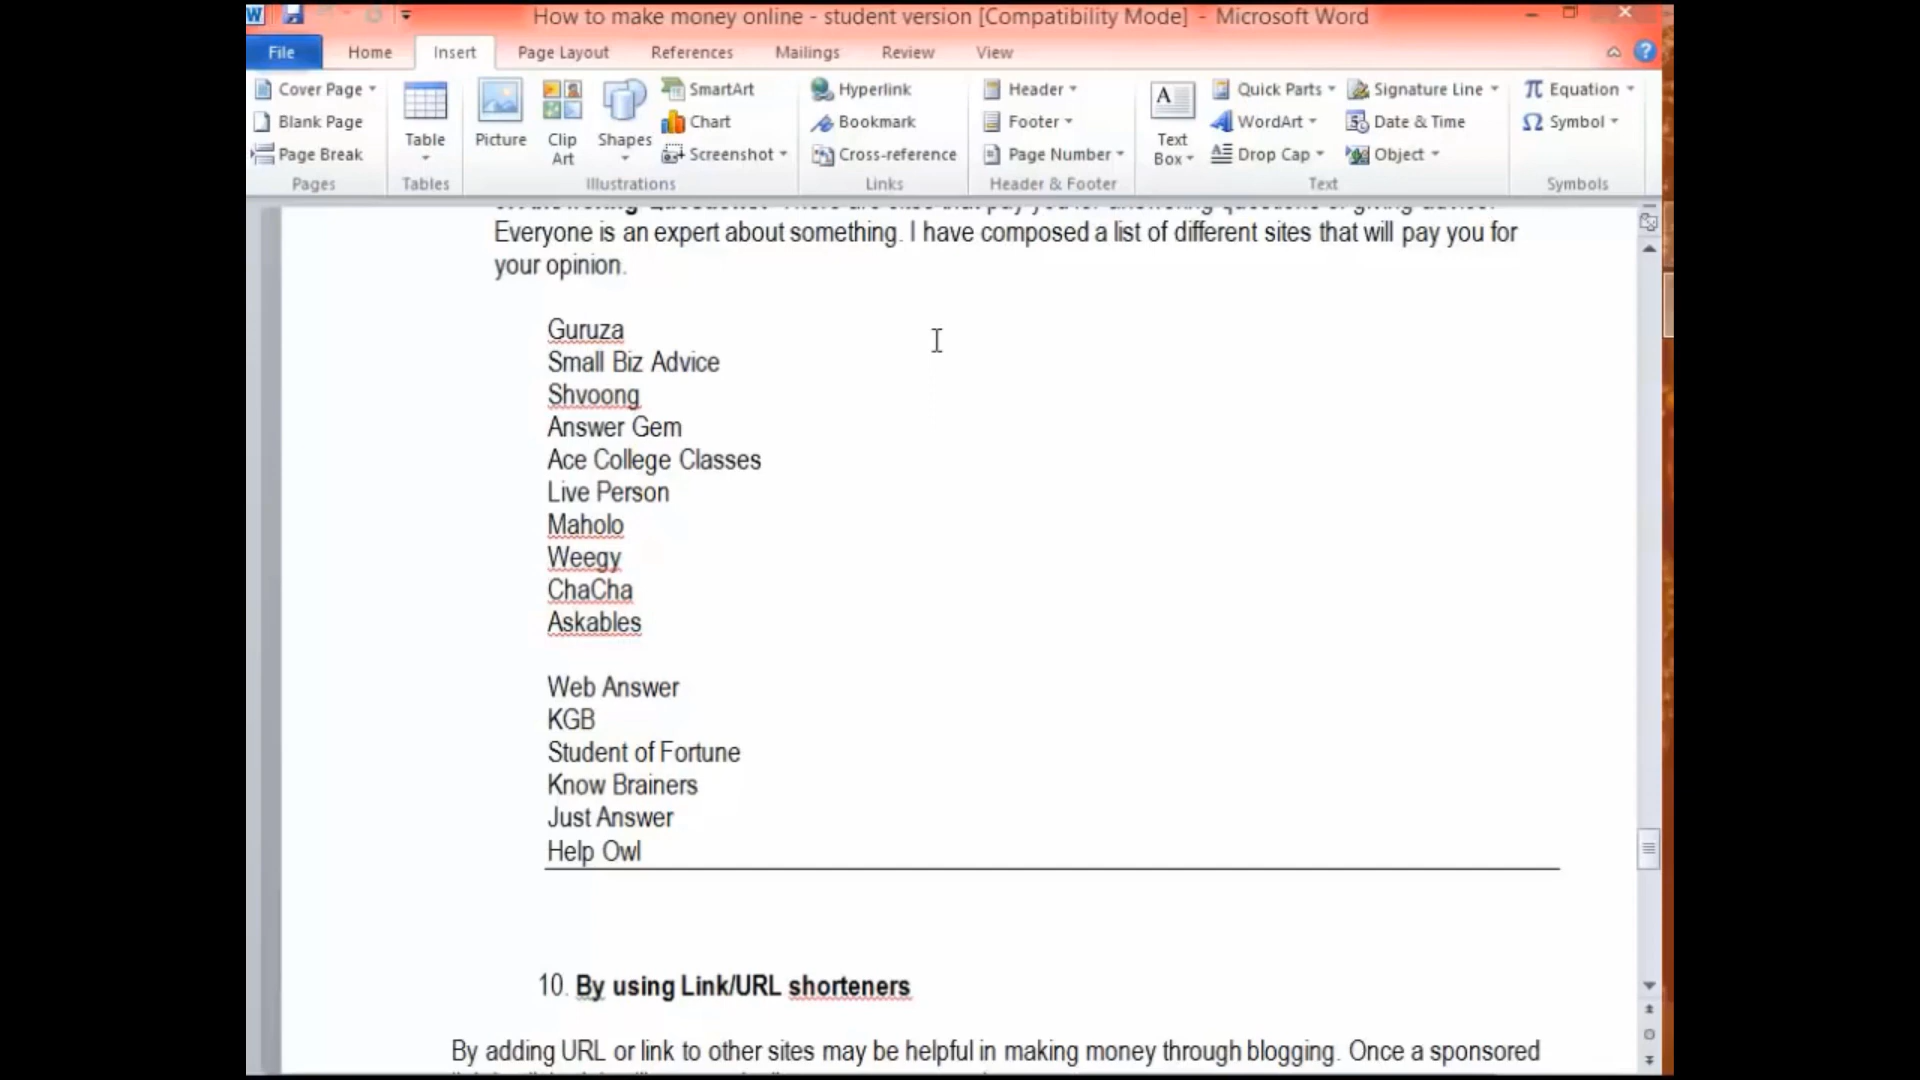 How to make money online - student version [Compatibility Mode] - Microsoft Word
File Home Insert Page Layout References Mailings Review View
Cover Page
Blank Page
Page Break
Pages
Table
Tables
Picture
Clip
Art
Shapes
SmartArt
Chart
Screenshot
Illustrations
Hyperlink
Bookmark
Cross-reference
Links
Header
Footer
Page Number
Header & Footer
Text
Box
Quick Parts
WordArt
Drop Cap
Signature Line
Date & Time
Object
Text
Equation
Symbol
Symbols
Everyone is an expert about something. I have composed a list of different sites that will pay you for
your opinion.
Guruza
Small Biz Advice
Shvoong
Answer Gem
Ace College Classes
Live Person
Maholo
Weegy
ChaCha
Askables
Web Answer
KGB
Student of Fortune
Know Brainers
Just Answer
Help Owl
10. By using Link/URL shorteners
By adding URL or link to other sites may be helpful in making money through blogging. Once a sponsored